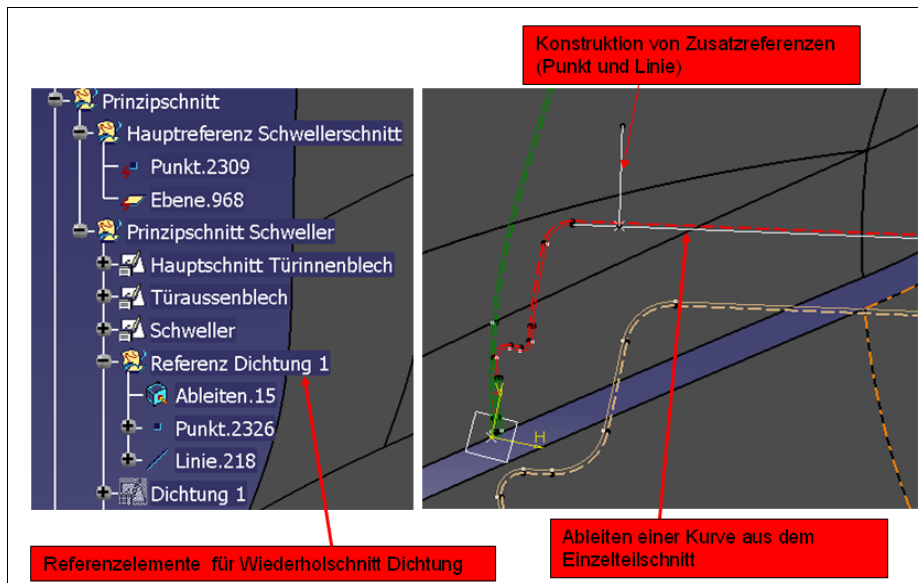 Konstruktion von Zusatzreferenzen
(Punkt und Linie)
Prinzipschnitt
Hauptreferenz Schwellerschnitt
Punkt.2309
Ebene.968
Prinzipschnitt Schweller
Hauptschnitt Türinnenblech
Türaussenblech
Schweller
Referenz Dichtung 1
Ableiten.15
Punkt.2326
Linie.218
Dichtung 1
V
H
Referenzelemente für Wiederholschnitt Dichtung
Ableiten einer Kurve aus dem
Einzelteilschnitt